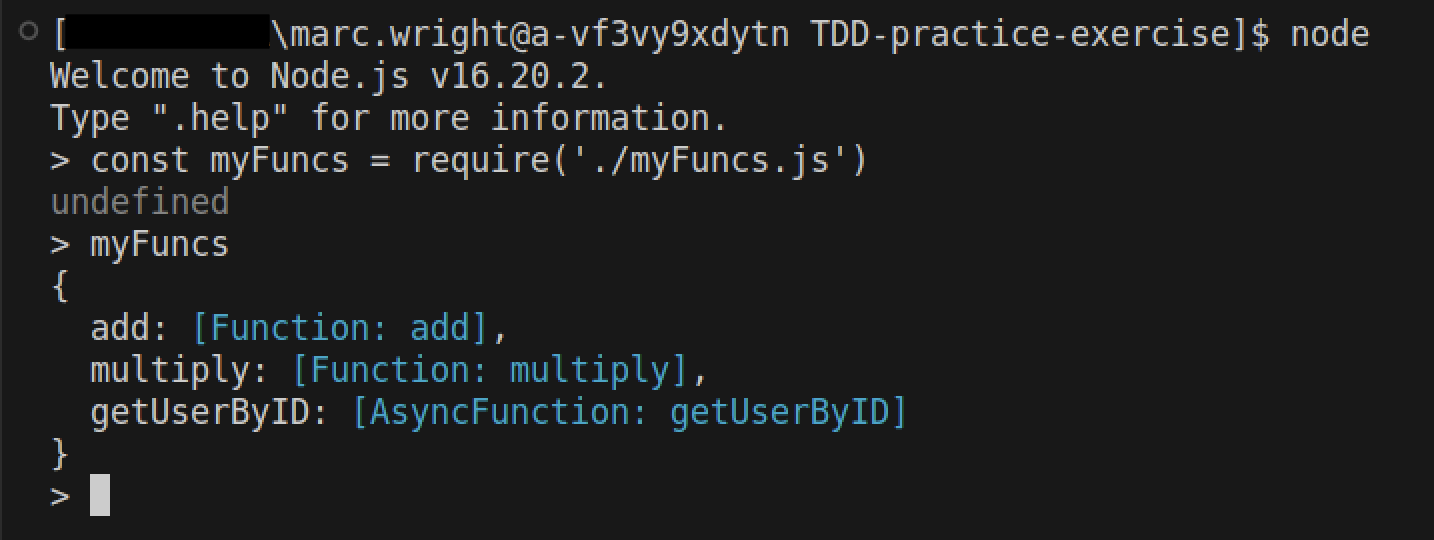 [\marc.wright@a-vf3vy9xdytn TDD-practice-exercise]$ node
Welcome to Node.js v16.20.2.
Type ".help" for more information.
> const myFuncs = require('./myFuncs.js')
undefined
> myFuncs
{
  add: [Function: add],
  multiply: [Function: multiply],
  getUserByID: [AsyncFunction: getUserByID]
}
>